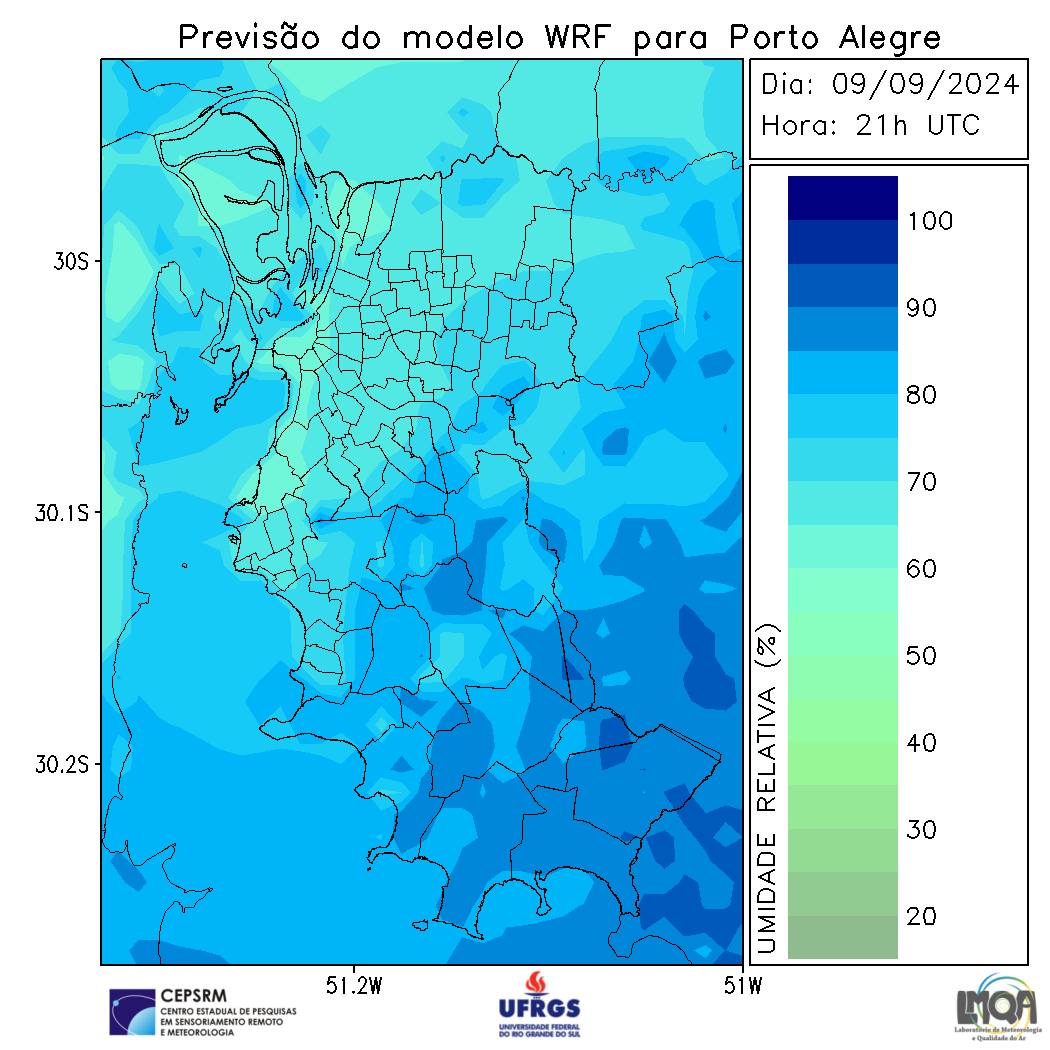 Previsão do modelo WRF para Porto Alegre
Dia: 09/09/2024
Hora: 21h UTC
30S
30.1S
30.2S
51.2W
51W
UMIDADE RELATIVA (%)
100
90
80
70
60
50
40
30
20
CEPSRM
CENTRO ESTADUAL DE PESQUISAS
EM SENSORIAMENTO REMOTO
E METEOROLOGIA
UFRGS
UNIVERSIDADE FEDERAL
DO RIO GRANDE DO SUL
LMQA
Laboratório de Meteorologia
e Qualidade do Ar